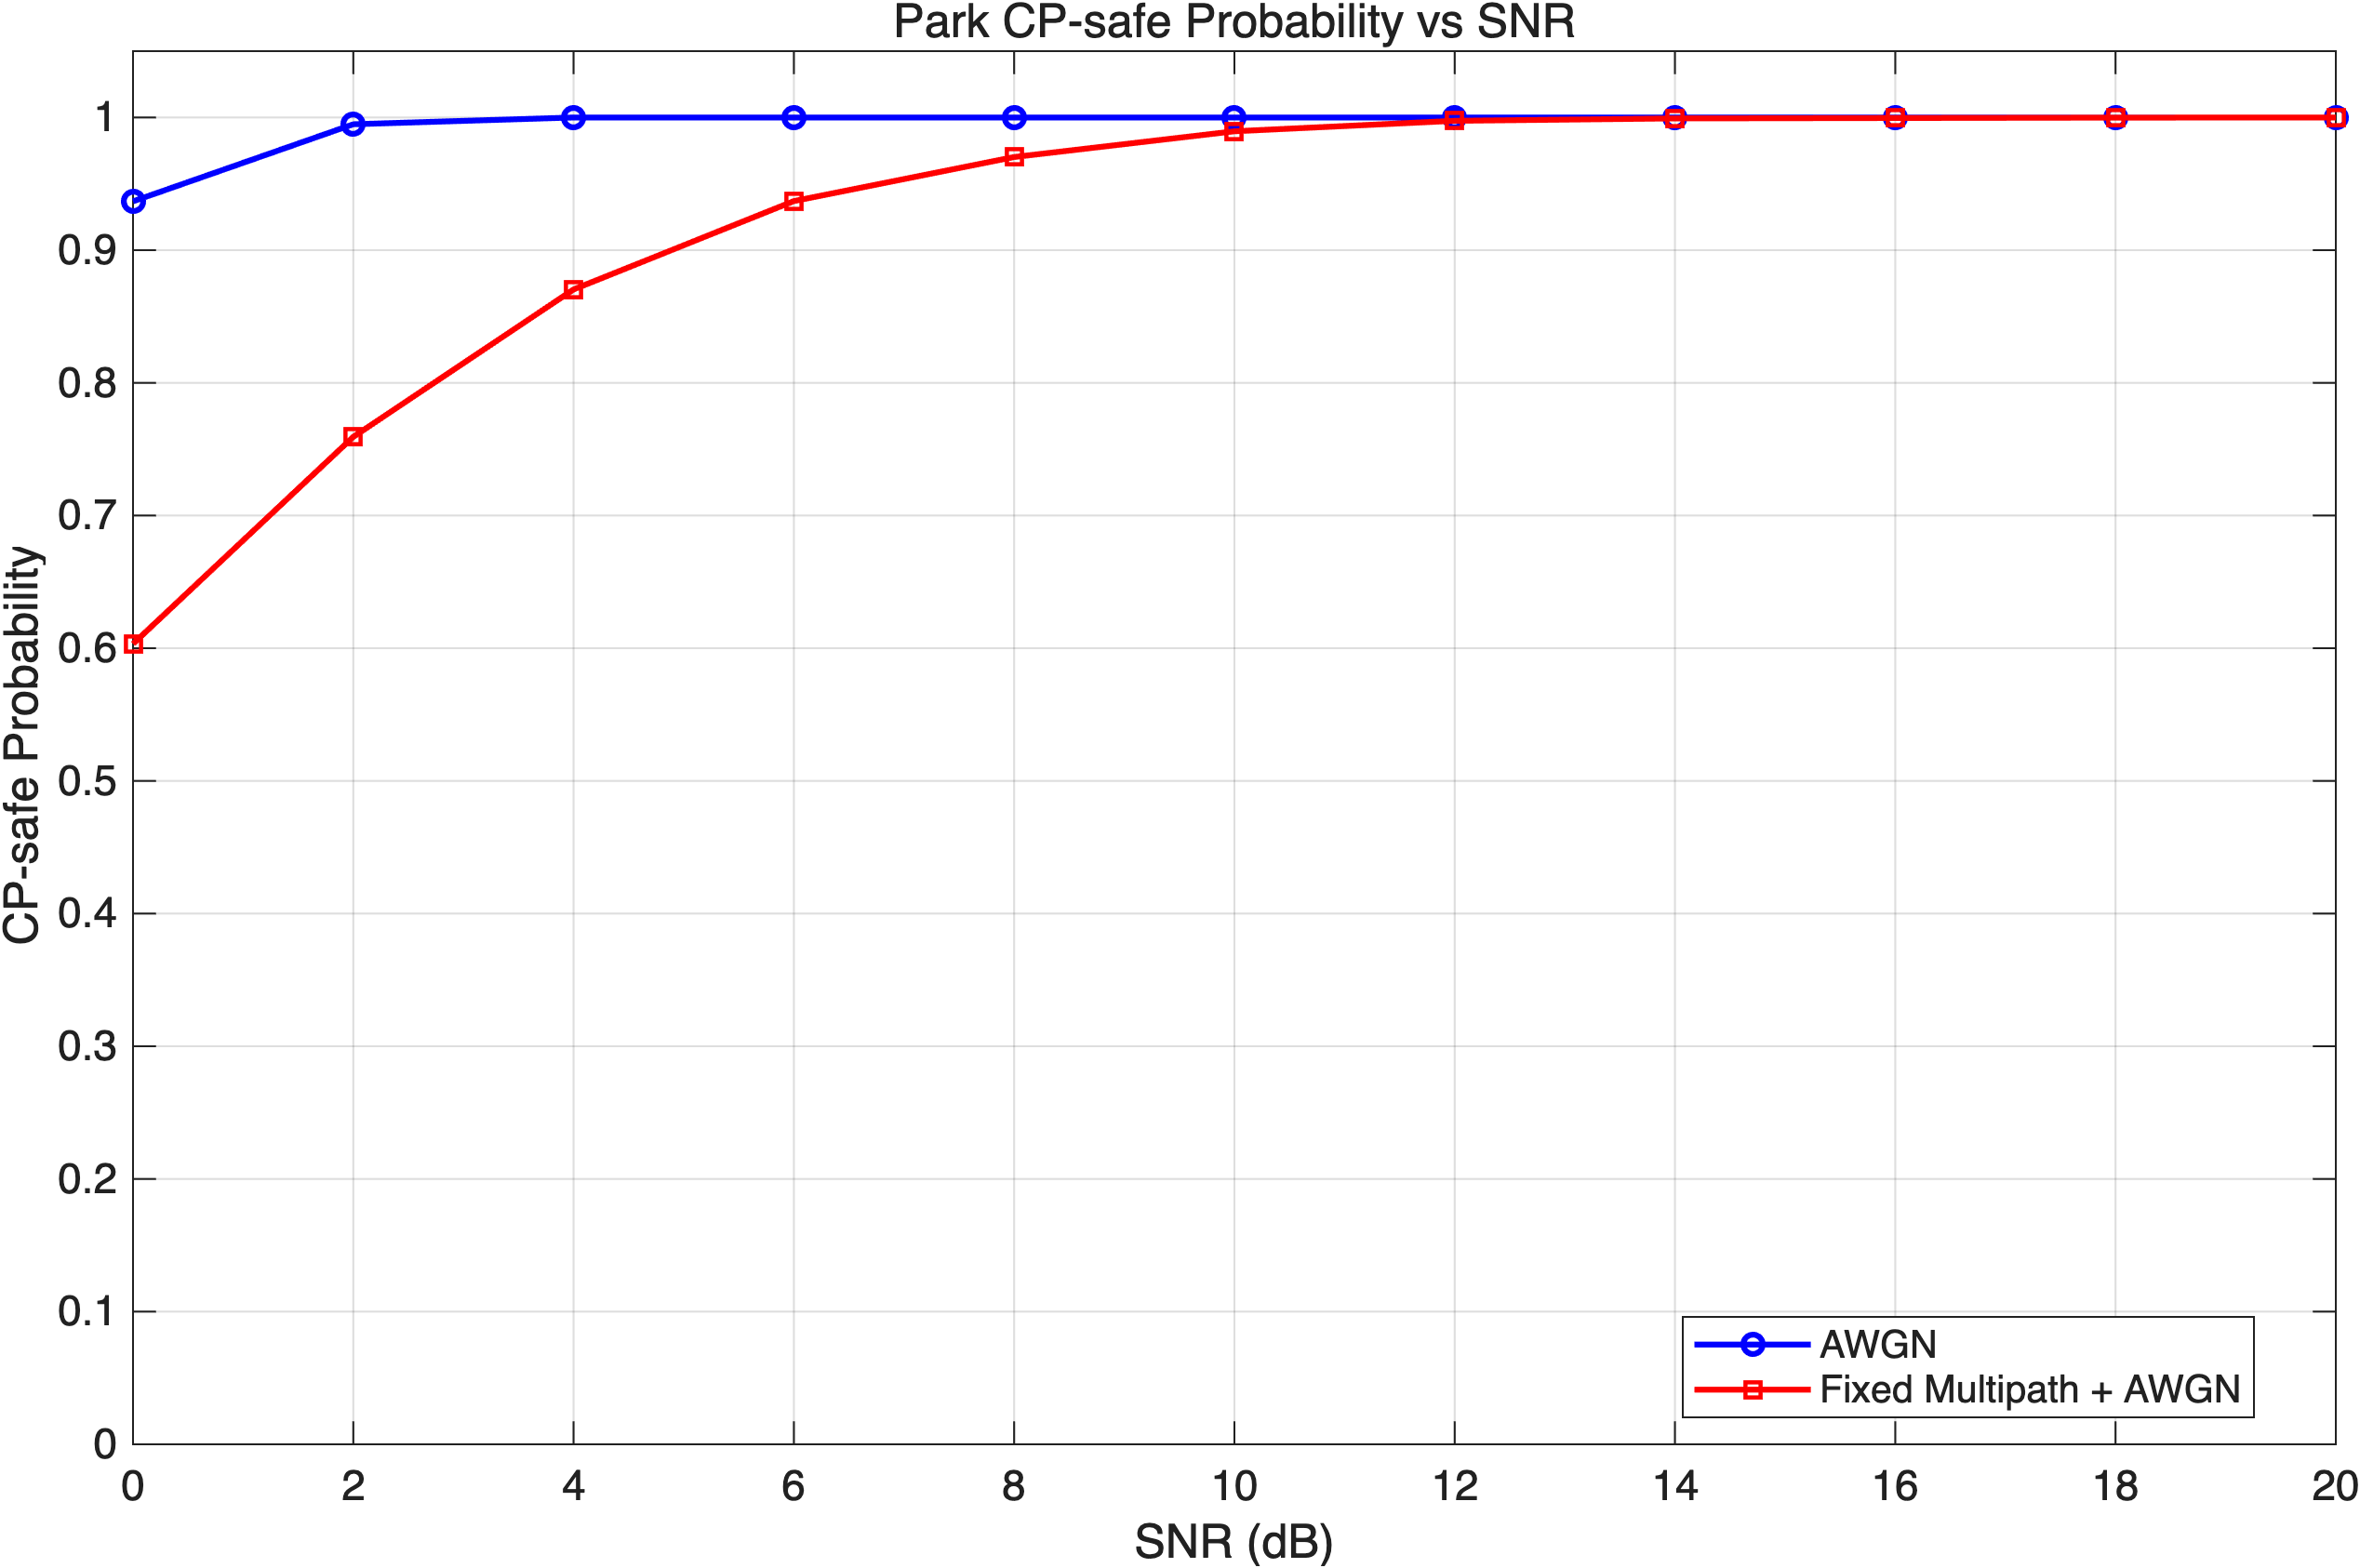 Park CP-safe Probability vs SNR
1
0.9
0.8
0.7
0.6
0.5
0.4
0.3
0.2
0.1
0
CP-safe Probability
AWGN
Fixed Multipath + AWGN
0 2 4 6 8 10 12 14 16 18 20
SNR (dB)